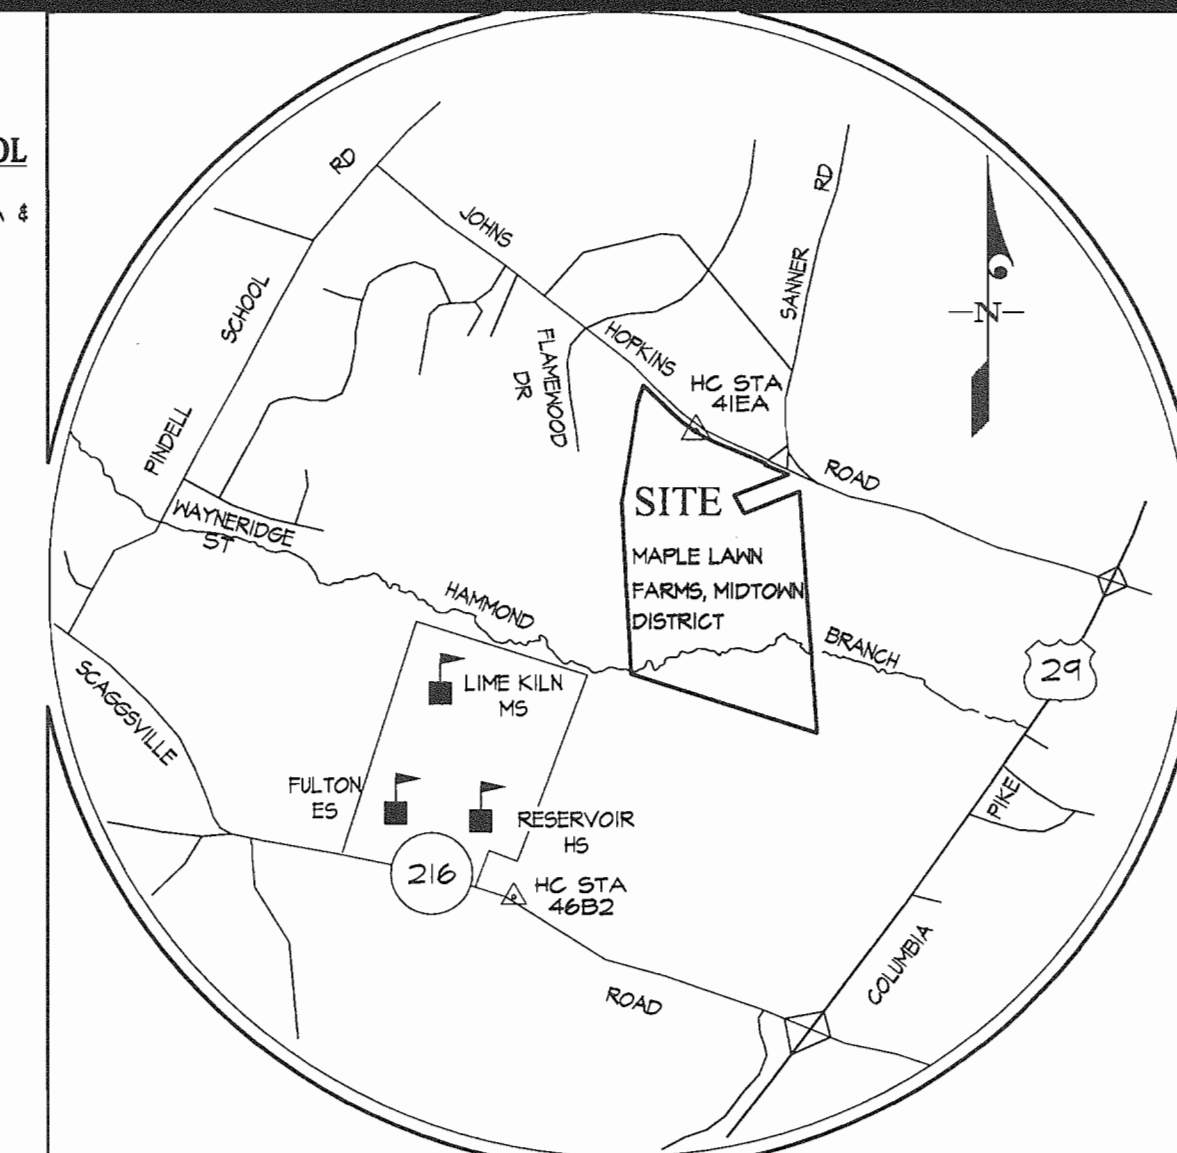 OL
&
RD
JOHNS
RD
SCHOOL
SANNER
HOPKINS
N
FLAMEWOOD
DR
HC STA
41EA
PINDELL
ROAD
SITE
WAYNERIDGE
ST
MAPLE LAWN
FARMS, MIDTOWN
DISTRICT
HAMMOND
BRANCH
29
SCAGGSVILLE
LIME KILN
MS
FULTON
ES
RESERVOIR
HS
PIKE
216
HC STA
46B2
COLUMBIA
ROAD